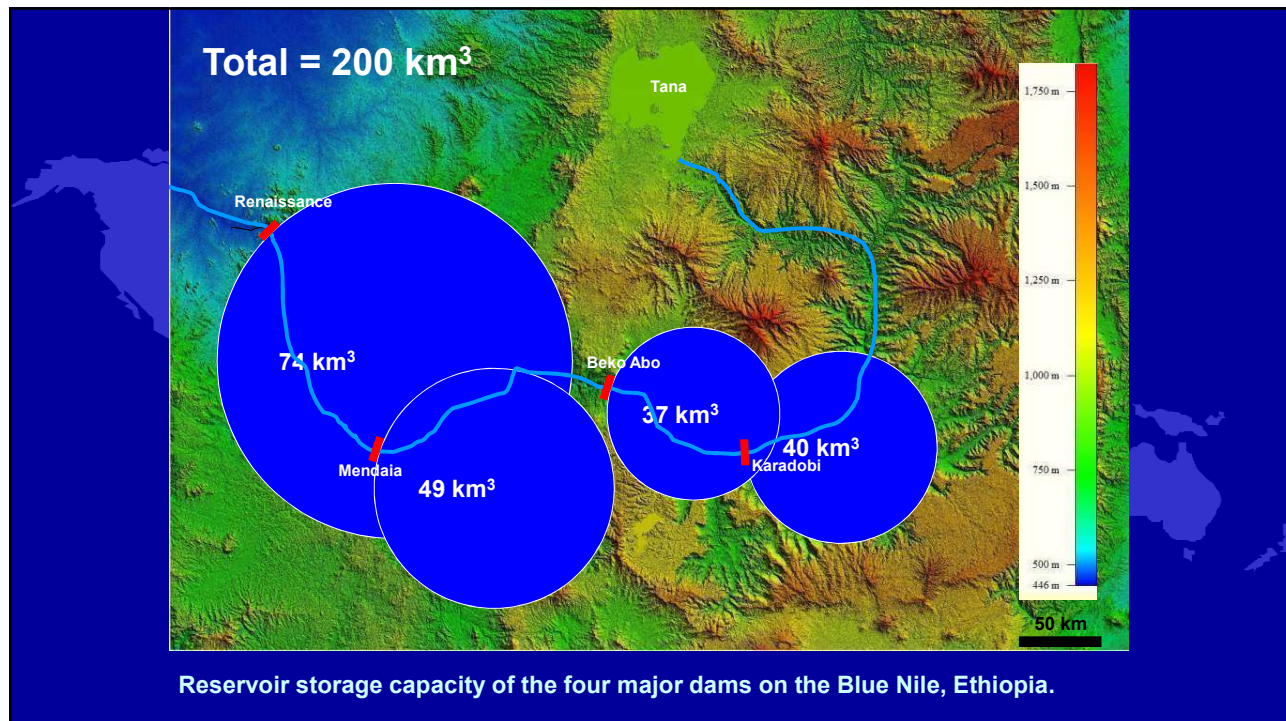 Total = 200 km³
Tana
1,750 m
1,500 m
1,250 m
1,000 m
750 m
500 m
446 m
50 km
Renaissance
74 km³
Beko Abo
37 km³
40 km³
Karadobi
Mendaia
49 km³
Reservoir storage capacity of the four major dams on the Blue Nile, Ethiopia.